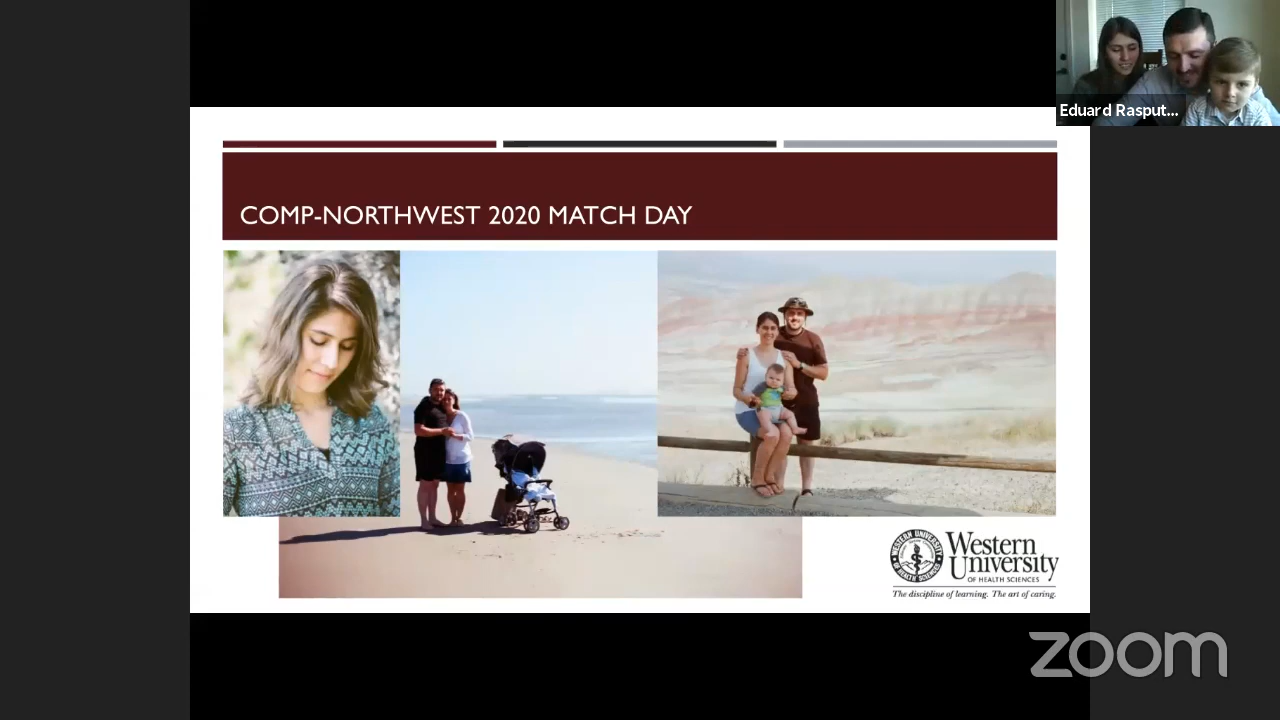 Eduard Rasput...
COMP-NORTHWEST 2020 MATCH DAY
Western
University
OF HEALTH SCIENCES
The discipline of learning. The art of caring.
zoom